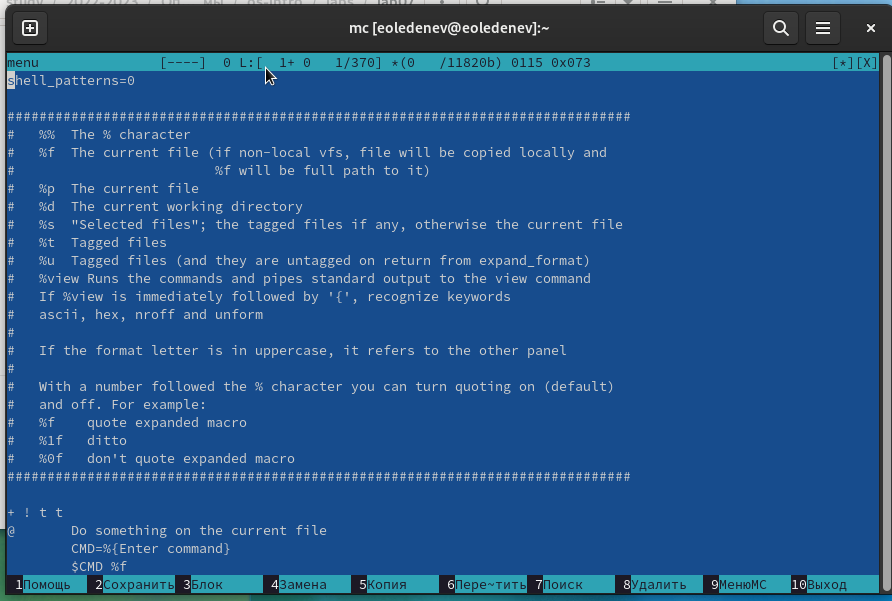 mc [eoledenev@eoledenev]:~
menu               [----]  0 L:[  1+ 0   1/370] *(0   /11820b) 0115 0x073                              [*][X]
shell_patterns=0
##############################################################################
#   %%  The % character
#   %f  The current file (if non-local vfs, file will be copied locally and
#                         %f will be full path to it)
#   %p  The current file
#   %d  The current working directory
#   %s  "Selected files"; the tagged files if any, otherwise the current file
#   %t  Tagged files
#   %u  Tagged files (and they are untagged on return from expand_format)
#   %view Runs the commands and pipes standard output to the view command
#   If %view is immediately followed by '{', recognize keywords
#   ascii, hex, nroff and unform
#
#   If the format letter is in uppercase, it refers to the other panel
#
#   With a number followed the % character you can turn quoting on (default)
#   and off. For example:
#   %f    quote expanded macro
#   %1f   ditto
#   %0f   don't quote expanded macro
##############################################################################
+ ! t t
@       Do something on the current file
        CMD=%{Enter command}
        $CMD %f
1Помощь 2Сохранить 3Блок 4Замена 5Копия 6Пере~тить 7Поиск 8Удалить 9МенюМС 10Выход